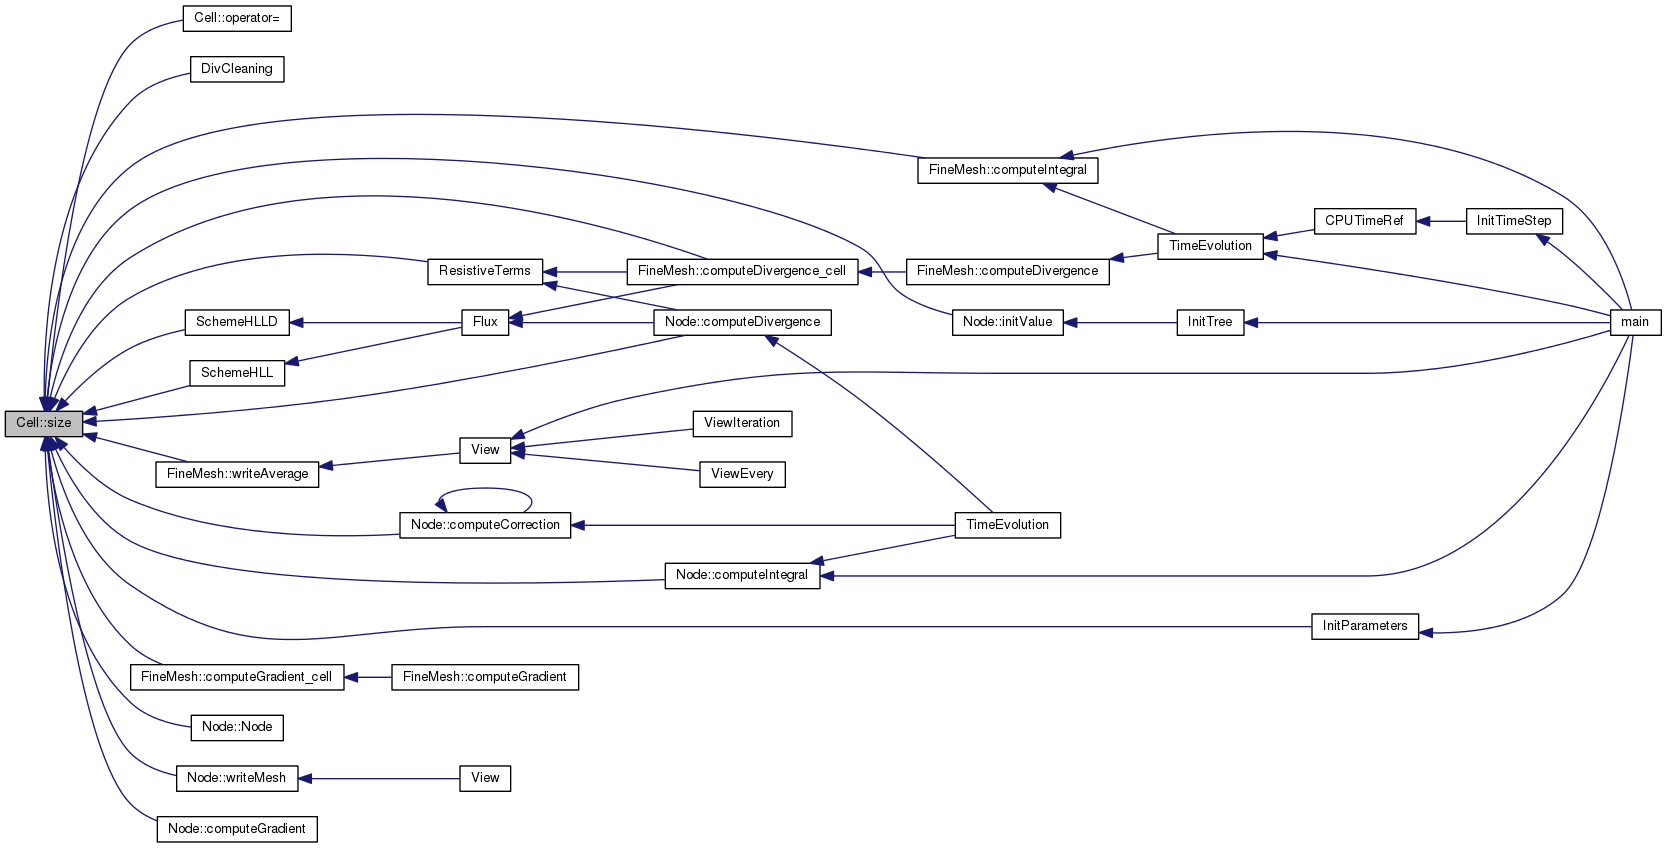 Cell::operator=
DivCleaning
FineMesh::computeIntegral
CPUTimeRef
InitTimeStep
TimeEvolution
ResistiveTerms
FineMesh::computeDivergence_cell
FineMesh::computeDivergence
SchemeHLLD
Flux
Node::computeDivergence
Node::initValue
InitTree
main
SchemeHLL
Cell::size
ViewIteration
View
FineMesh::writeAverage
ViewEvery
Node::computeCorrection
TimeEvolution
Node::computeIntegral
InitParameters
FineMesh::computeGradient_cell
FineMesh::computeGradient
Node::Node
Node::writeMesh
View
Node::computeGradient